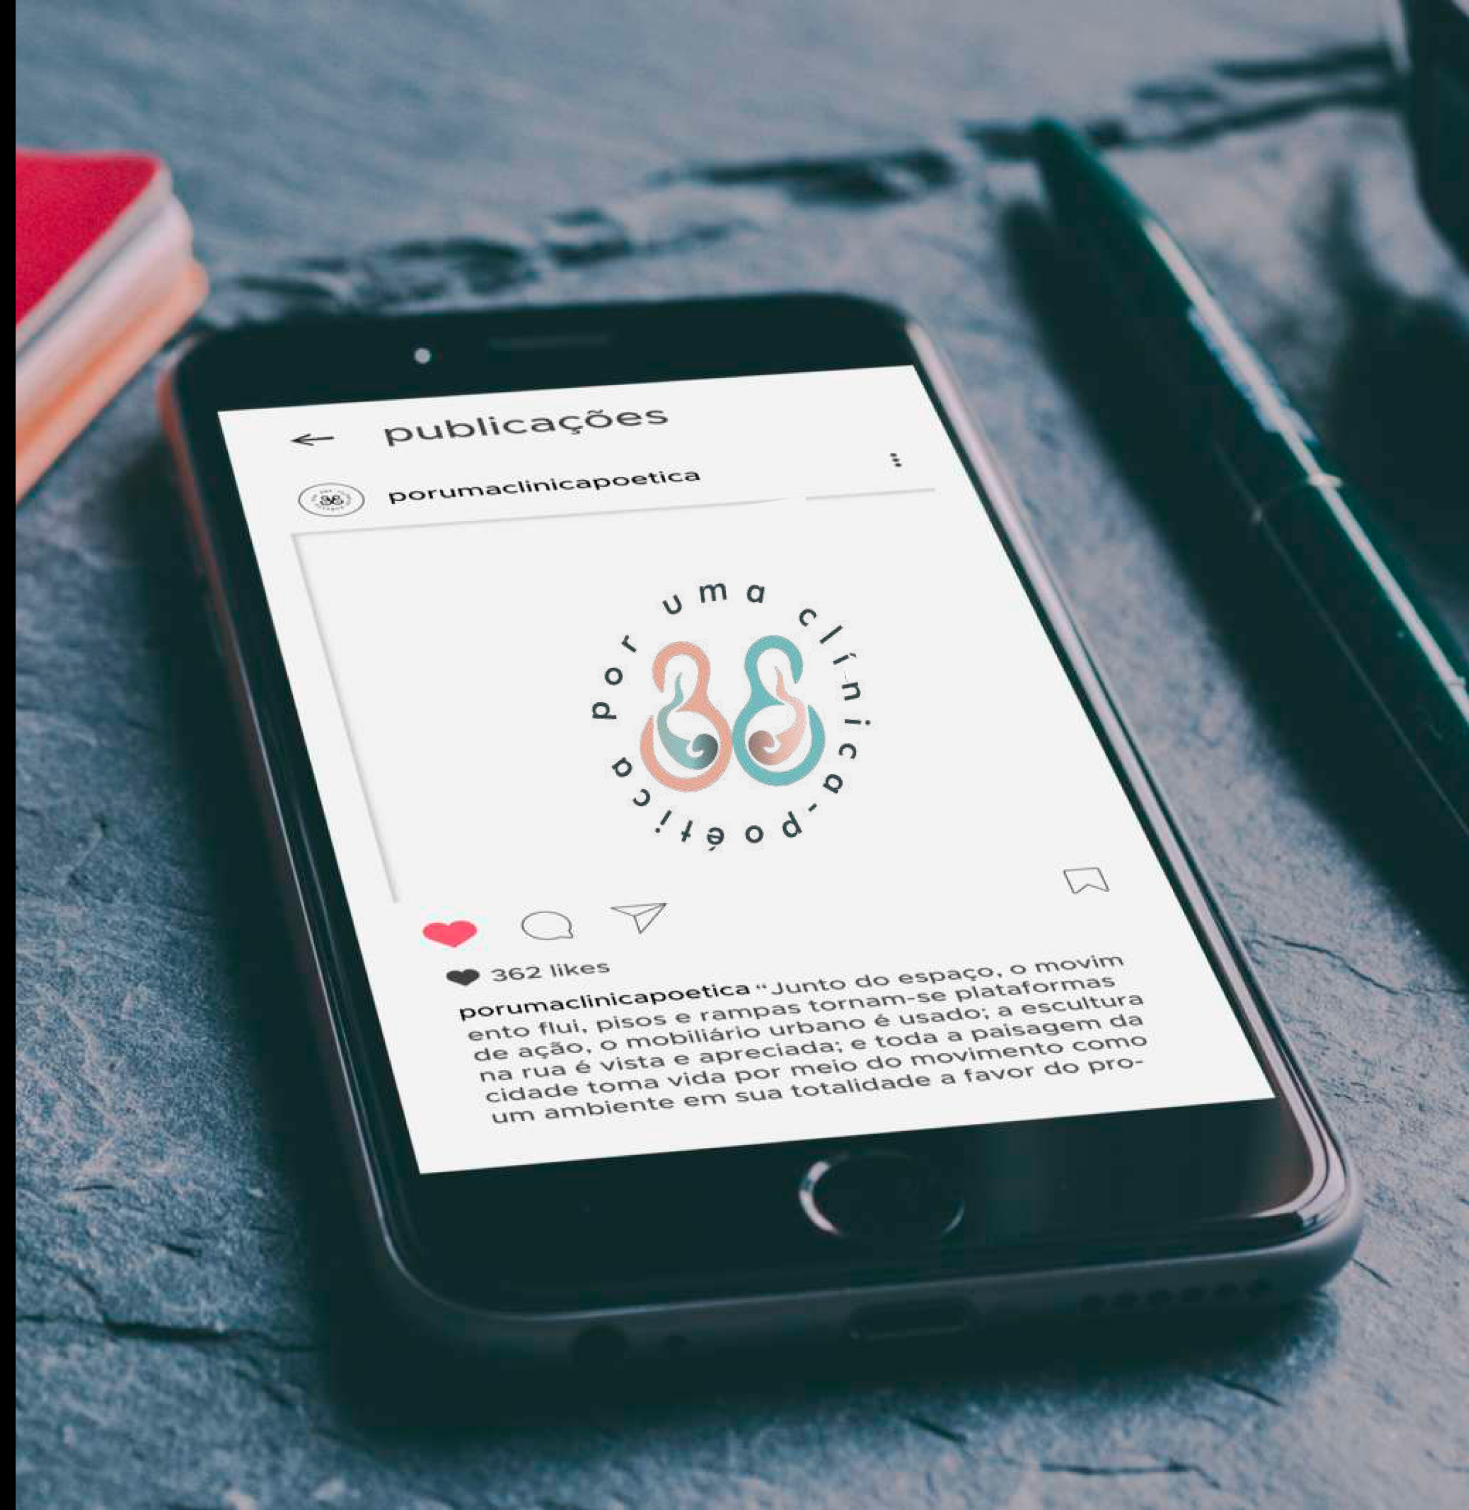 publicações
porumaclinicapoetica
por uma clínica-poética
362 likes
porumaclinicapoetica “Junto do espaço, o movim
ento flui, pisos e rampas tornam-se plataformas
de ação, o mobiliário urbano é usado; a escultura
na rua é vista e apreciada; e toda a paisagem da
cidade toma vida por meio do movimento como
um ambiente em sua totalidade a favor do pro-